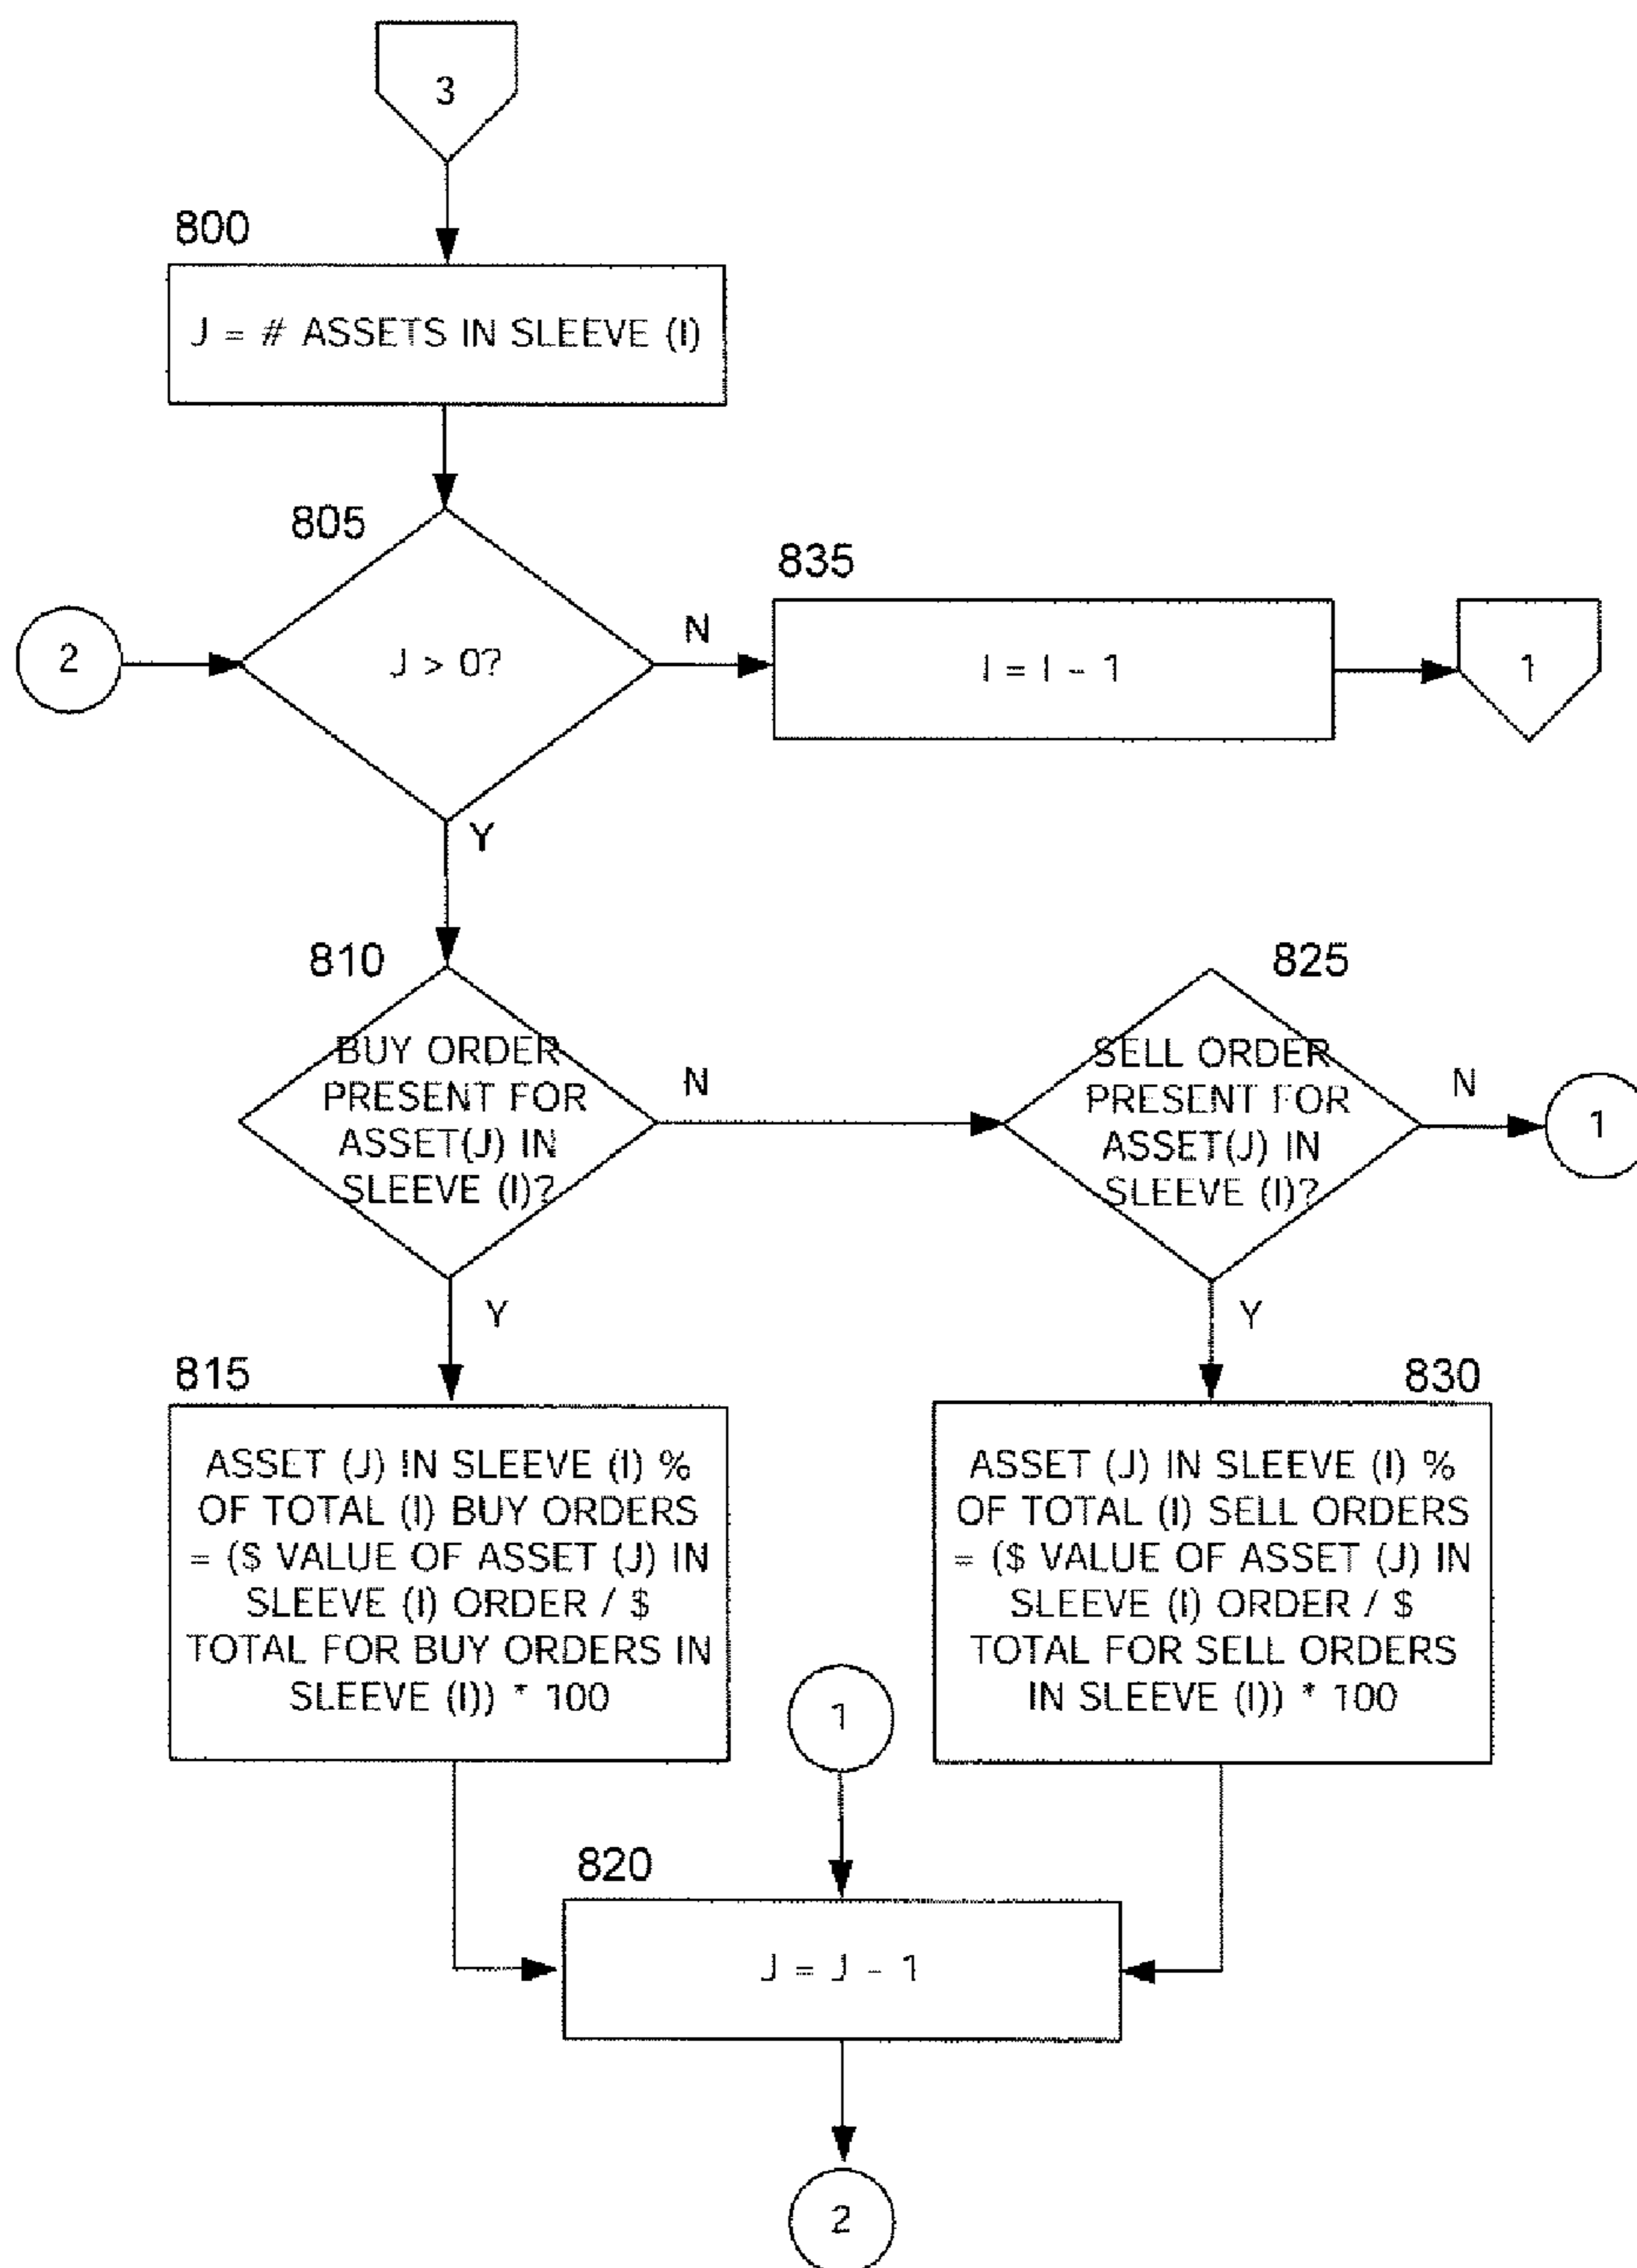 3
800
J = # ASSETS IN SLEEVE (I)
805
835
2
J > 0?
N
I = I - 1
1
Y
810
825
BUY ORDER
PRESENT FOR
ASSET(J) IN
SLEEVE (I)?
N
SELL ORDER
PRESENT FOR
ASSET(J) IN
SLEEVE (I)?
N
1
Y
Y
815
830
ASSET (J) IN SLEEVE (I) %
OF TOTAL (I) BUY ORDERS
= ($ VALUE OF ASSET (J) IN
SLEEVE (I) ORDER / $
TOTAL FOR BUY ORDERS IN
SLEEVE (I)) * 100
ASSET (J) IN SLEEVE (I) %
OF TOTAL (I) SELL ORDERS
= ($ VALUE OF ASSET (J) IN
SLEEVE (I) ORDER / $
TOTAL FOR SELL ORDERS
IN SLEEVE (I)) * 100
1
820
J = J - 1
2